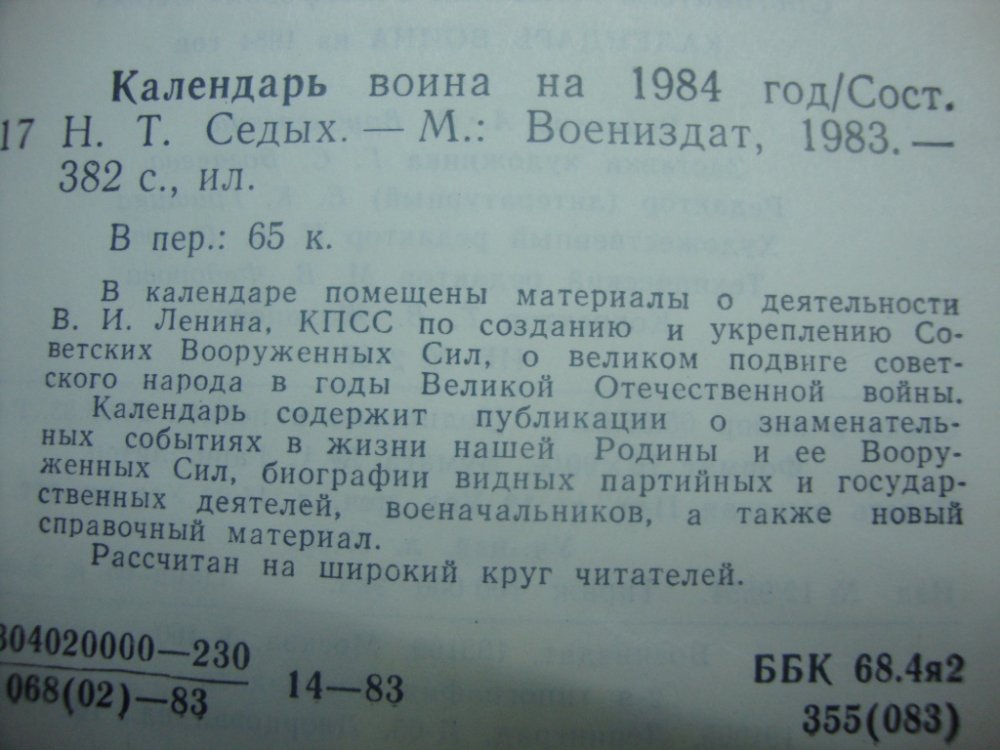 Календарь воина на 1984 год/Сост.
17 Н. Т. Седых. — М.: Воениздат, 1983. —
382 с., ил.
В пер.: 65 к.
В календаре помещены материалы о деятельности
В. И. Ленина, КПСС по созданию и укреплению Со-
ветских Вооруженных Сил, о великом подвиге совет-
ского народа в годы Великой Отечественной войны.
Календарь содержит публикации о знаменатель-
ных событиях в жизни нашей Родины и ее Воору-
женных Сил, биографии видных партийных и государ-
ственных деятелей, военачальников, а также новый
справочный материал.
Рассчитан на широкий круг читателей.
304020000—230
068(02)—83
14—83
ББК 68.4я2
355(083)